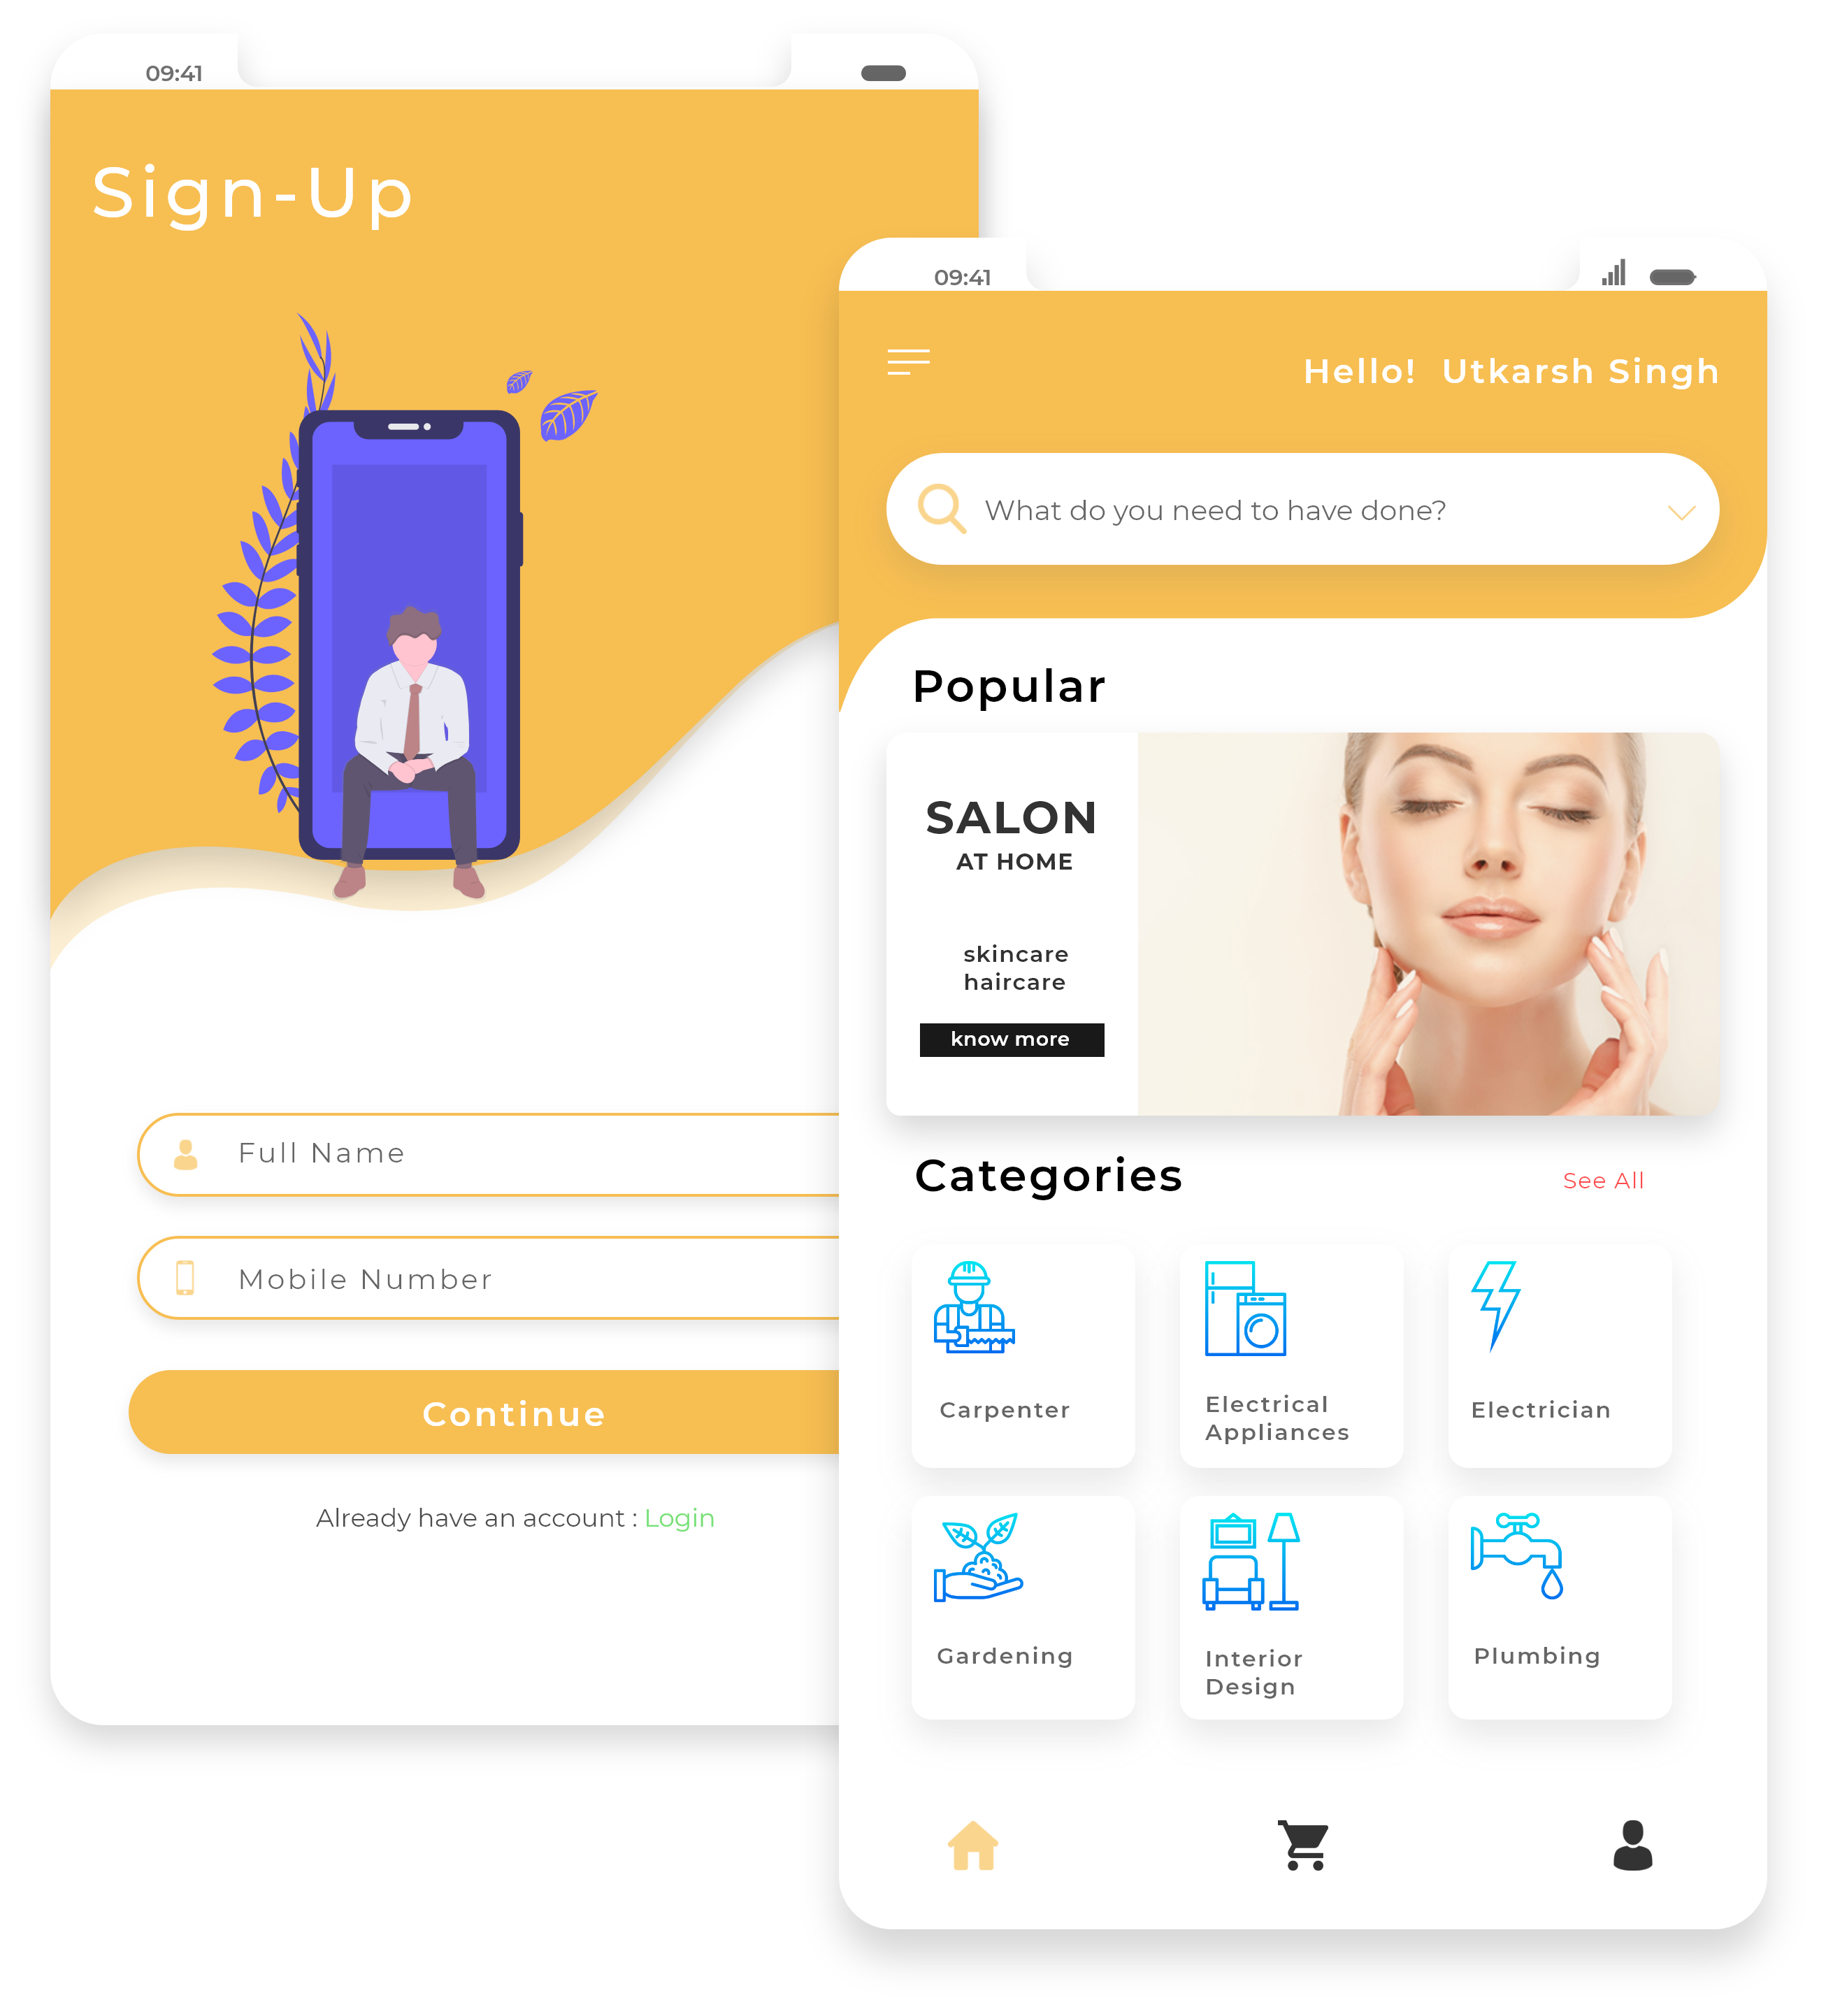 09:41
Sign-Up
Full Name
Mobile Number
Continue
Already have an account : Login
09:41
Hello! Utkarsh Singh
What do you need to have done?
Popular
SALON
AT HOME
skincare
haircare
know more
Categories
See All
Carpenter
Electrical
Appliances
Electrician
Gardening
Interior
Design
Plumbing